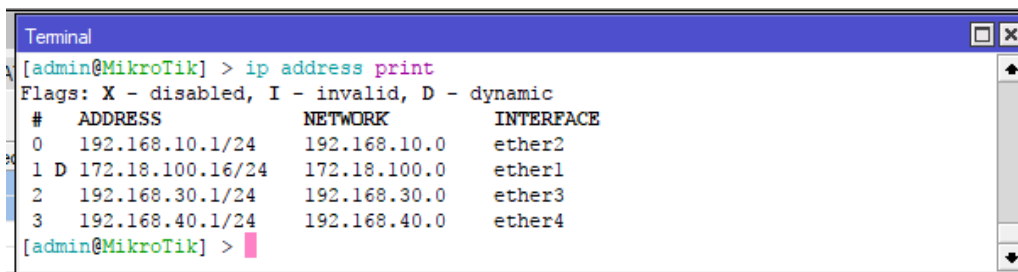 Terminal
[admin@MikroTik] > ip address print
Flags: X - disabled, I - invalid, D - dynamic
# ADDRESS NETWORK INTERFACE
0 192.168.10.1/24 192.168.10.0 ether2
1 D 172.18.100.16/24 172.18.100.0 ether1
2 192.168.30.1/24 192.168.30.0 ether3
3 192.168.40.1/24 192.168.40.0 ether4
[admin@MikroTik] >